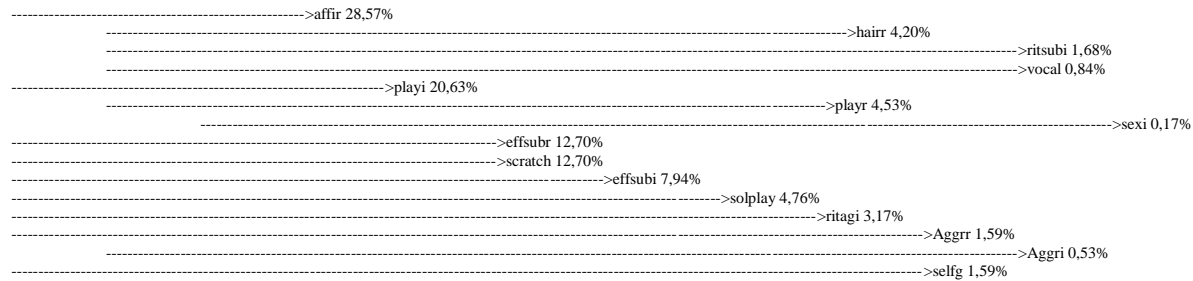 -------------------------------------------------------->affir 28,57%
------------------------------------------------------------------------------------------------------------------------------------------->hairr 4,20%
--------------------------------------------------------------------------------------------------------------------------------------------------------------------------->ritsubi 1,68%
--------------------------------------------------------------------------------------------------------------------------------------------------------------------------->vocal 0,84%
----------------------------------------------------------------------->playi 20,63%
--------------------------------------------------------------------------------------------------------------------------------------->playr 4,53%
--------------------------------------------------------------------------------------------------------------------------------------------------------------------------->sexi 0,17%
-------------------------------------------------------------------------------------------->effsubr 12,70%
-------------------------------------------------------------------------------------------->scratch 12,70%
---------------------------------------------------------------------------------------------------------------->effsubi 7,94%
-------------------------------------------------------------------------------------------------------------------------------------->solplay 4,76%
-------------------------------------------------------------------------------------------------------------------------------------------------------->ritagi 3,17%
---------------------------------------------------------------------------------------------------------------------------------------------------------------------------->Aggrr 1,59%
--------------------------------------------------------------------------------------------------------------------------------------------------------------------------->Aggri 0,53%
---------------------------------------------------------------------------------------------------------------------------------------------------------------------------->selfg 1,59%